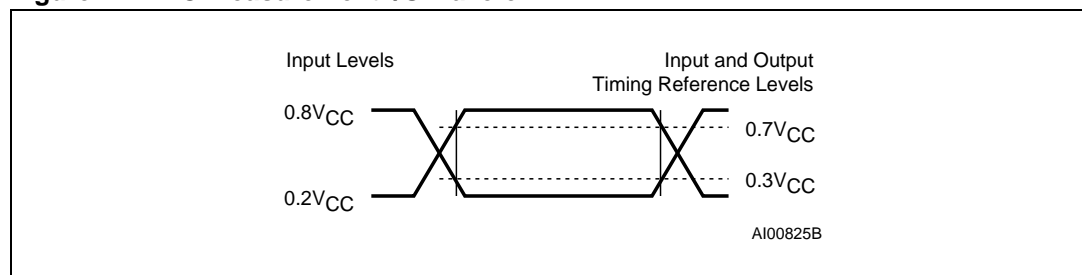 Input Levels
Input and Output
Timing Reference Levels
0.8VCC
0.7VCC
0.3VCC
0.2VCC
AI00825B